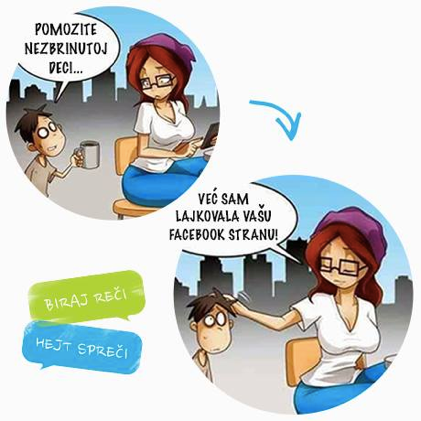 POMOZITE
NEZBRINUTOJ
DECI...
VEĆ SAM
LAJKOVALA VAŠU
FACEBOOK STRANU!
BIRAJ REČI
HEJT SPREČI